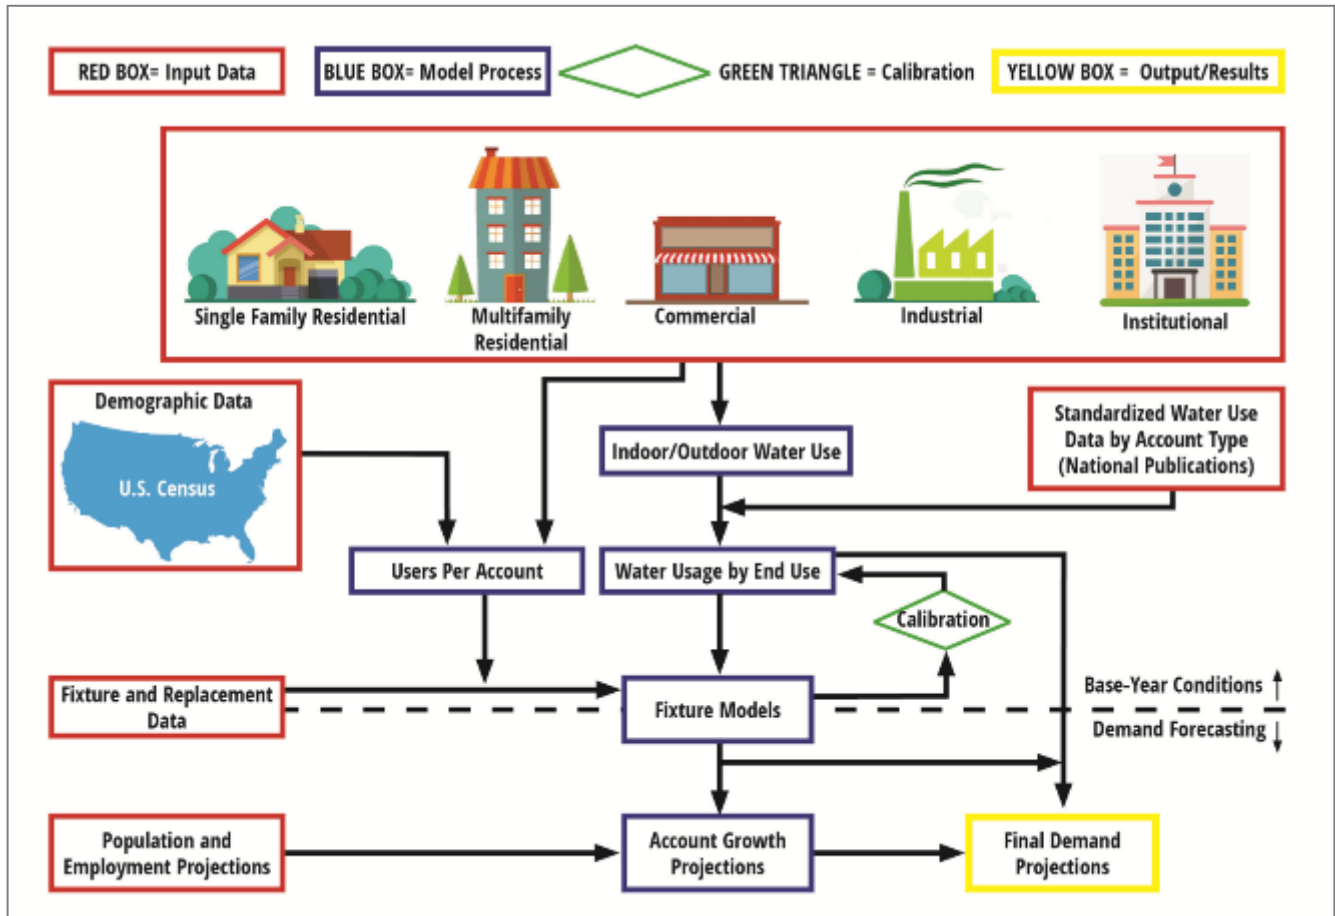 RED BOX= Input Data
BLUE BOX= Model Process
GREEN TRIANGLE = Calibration
YELLOW BOX = Output/Results
Single Family Residential
Multifamily
Residential
Commercial
Industrial
Institutional
Demographic Data
U.S. Census
Indoor/Outdoor Water Use
Standardized Water Use
Data by Account Type
(National Publications)
Users Per Account
Water Usage by End Use
Calibration
Fixture and Replacement
Data
Fixture Models
Base-Year Conditions
Demand Forecasting
Population and
Employment Projections
Account Growth
Projections
Final Demand
Projections